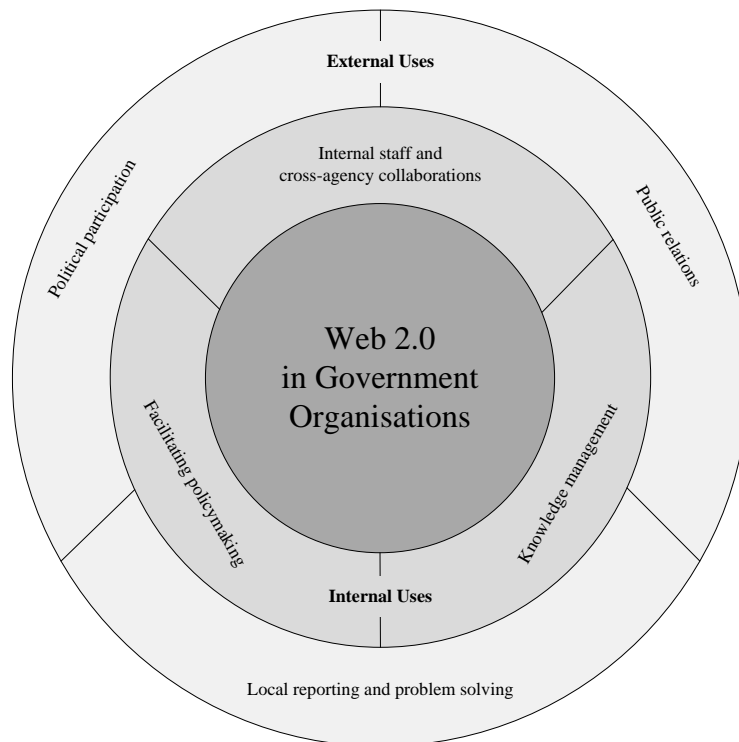 External Uses
Internal staff and
cross-agency collaborations
Political participation
Public relations
Web 2.0
in Government
Organisations
Facilitating policymaking
Knowledge management
Internal Uses
Local reporting and problem solving